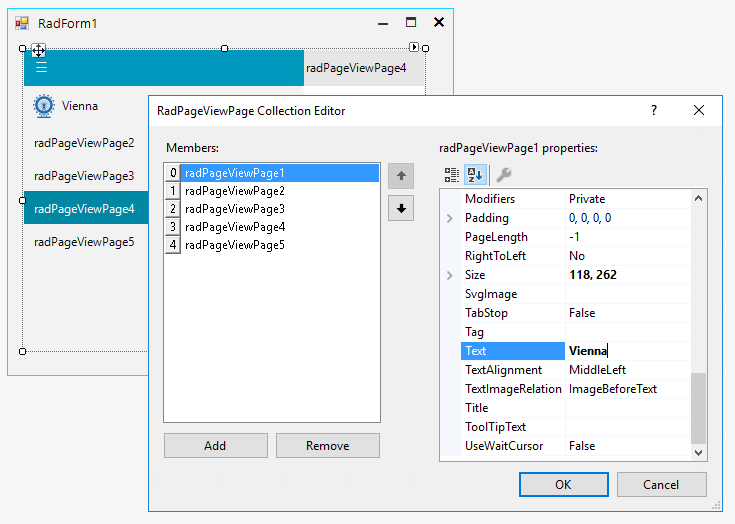 RadForm1
radPageViewPage4
Vienna
radPageViewPage2
radPageViewPage3
radPageViewPage4
radPageViewPage5
RadPageViewPage Collection Editor
Members:
0 radPageViewPage1
1 radPageViewPage2
2 radPageViewPage3
3 radPageViewPage4
4 radPageViewPage5
Add Remove
radPageViewPage1 properties:
Modifiers Private
Padding 0, 0, 0, 0
PageLength -1
RightToLeft No
Size 118, 262
SvgImage
TabStop False
Tag
Text Vienna
TextAlignment MiddleLeft
TextImageRelation ImageBeforeText
Title
ToolTipText
UseWaitCursor False
OK Cancel